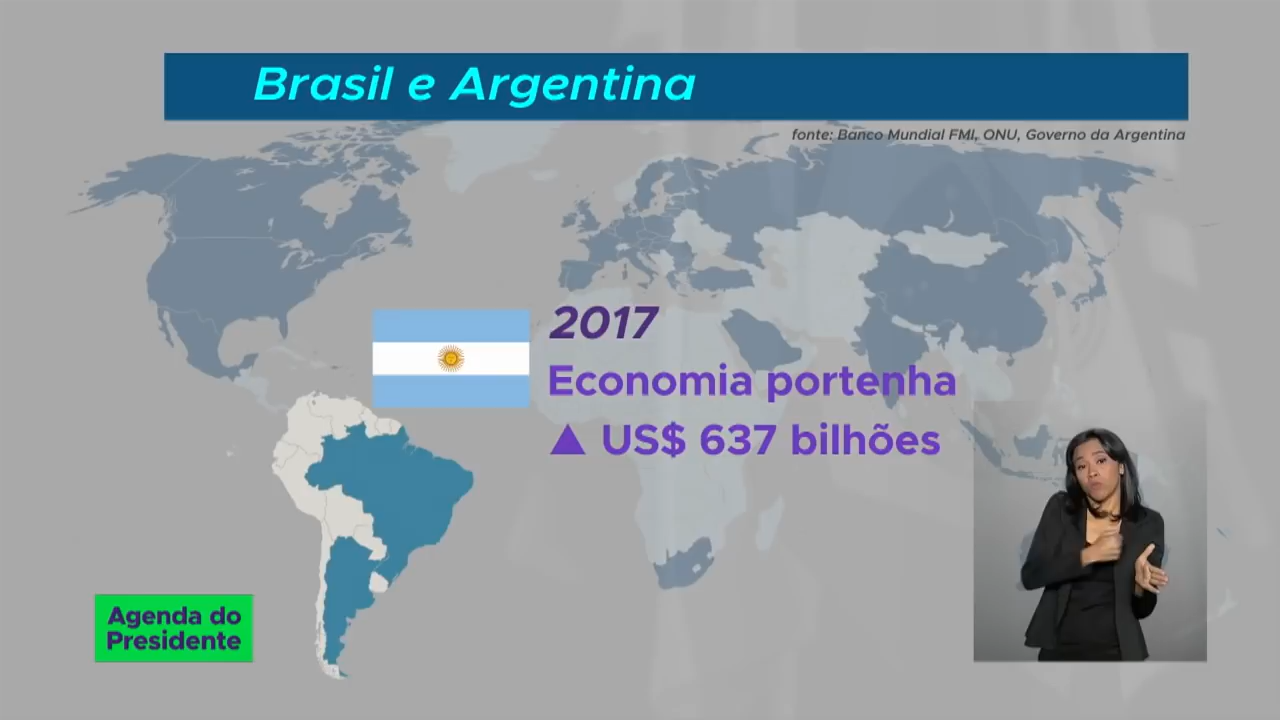 Brasil e Argentina
fonte: Banco Mundial FMI, ONU, Governo da Argentina
2017
Economia portenha
▲ US$ 637 bilhões
Agenda do
Presidente